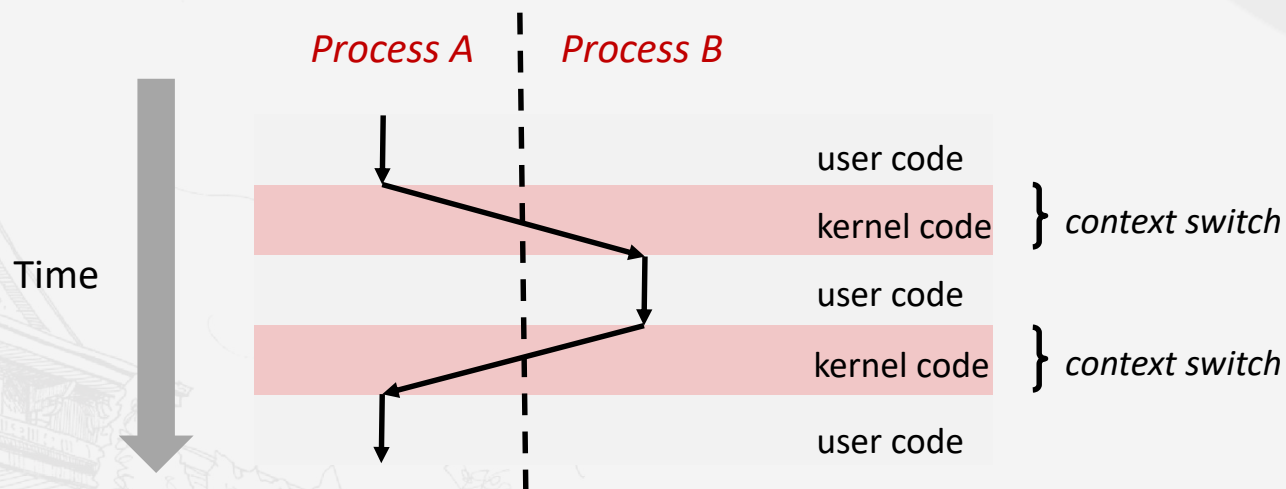 Process A
Process B
user code
kernel code
context switch
Time
user code
kernel code
context switch
user code